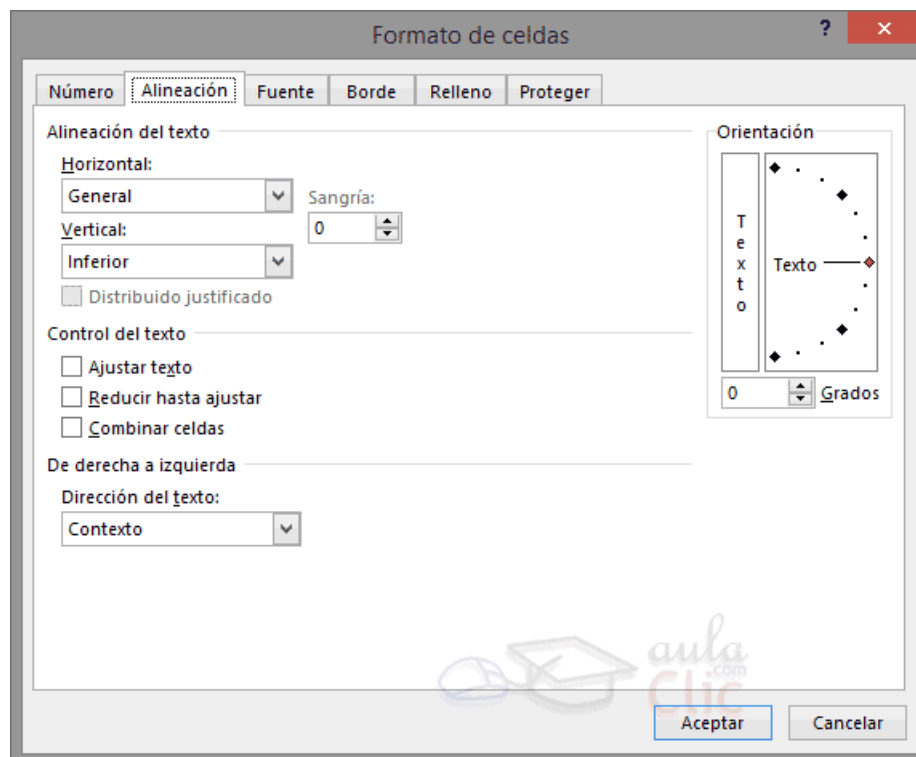 Formato de celdas
?
Número Alineación Fuente Borde Relleno Proteger
Alineación del texto
Horizontal:
General
Sangría:
0
Vertical:
Inferior
Distribuido justificado
Control del texto
Ajustar texto
Reducir hasta ajustar
Combinar celdas
De derecha a izquierda
Dirección del texto:
Contexto
Orientación
Texto
Texto
0 Grados
aula
.com
Clic
Aceptar Cancelar